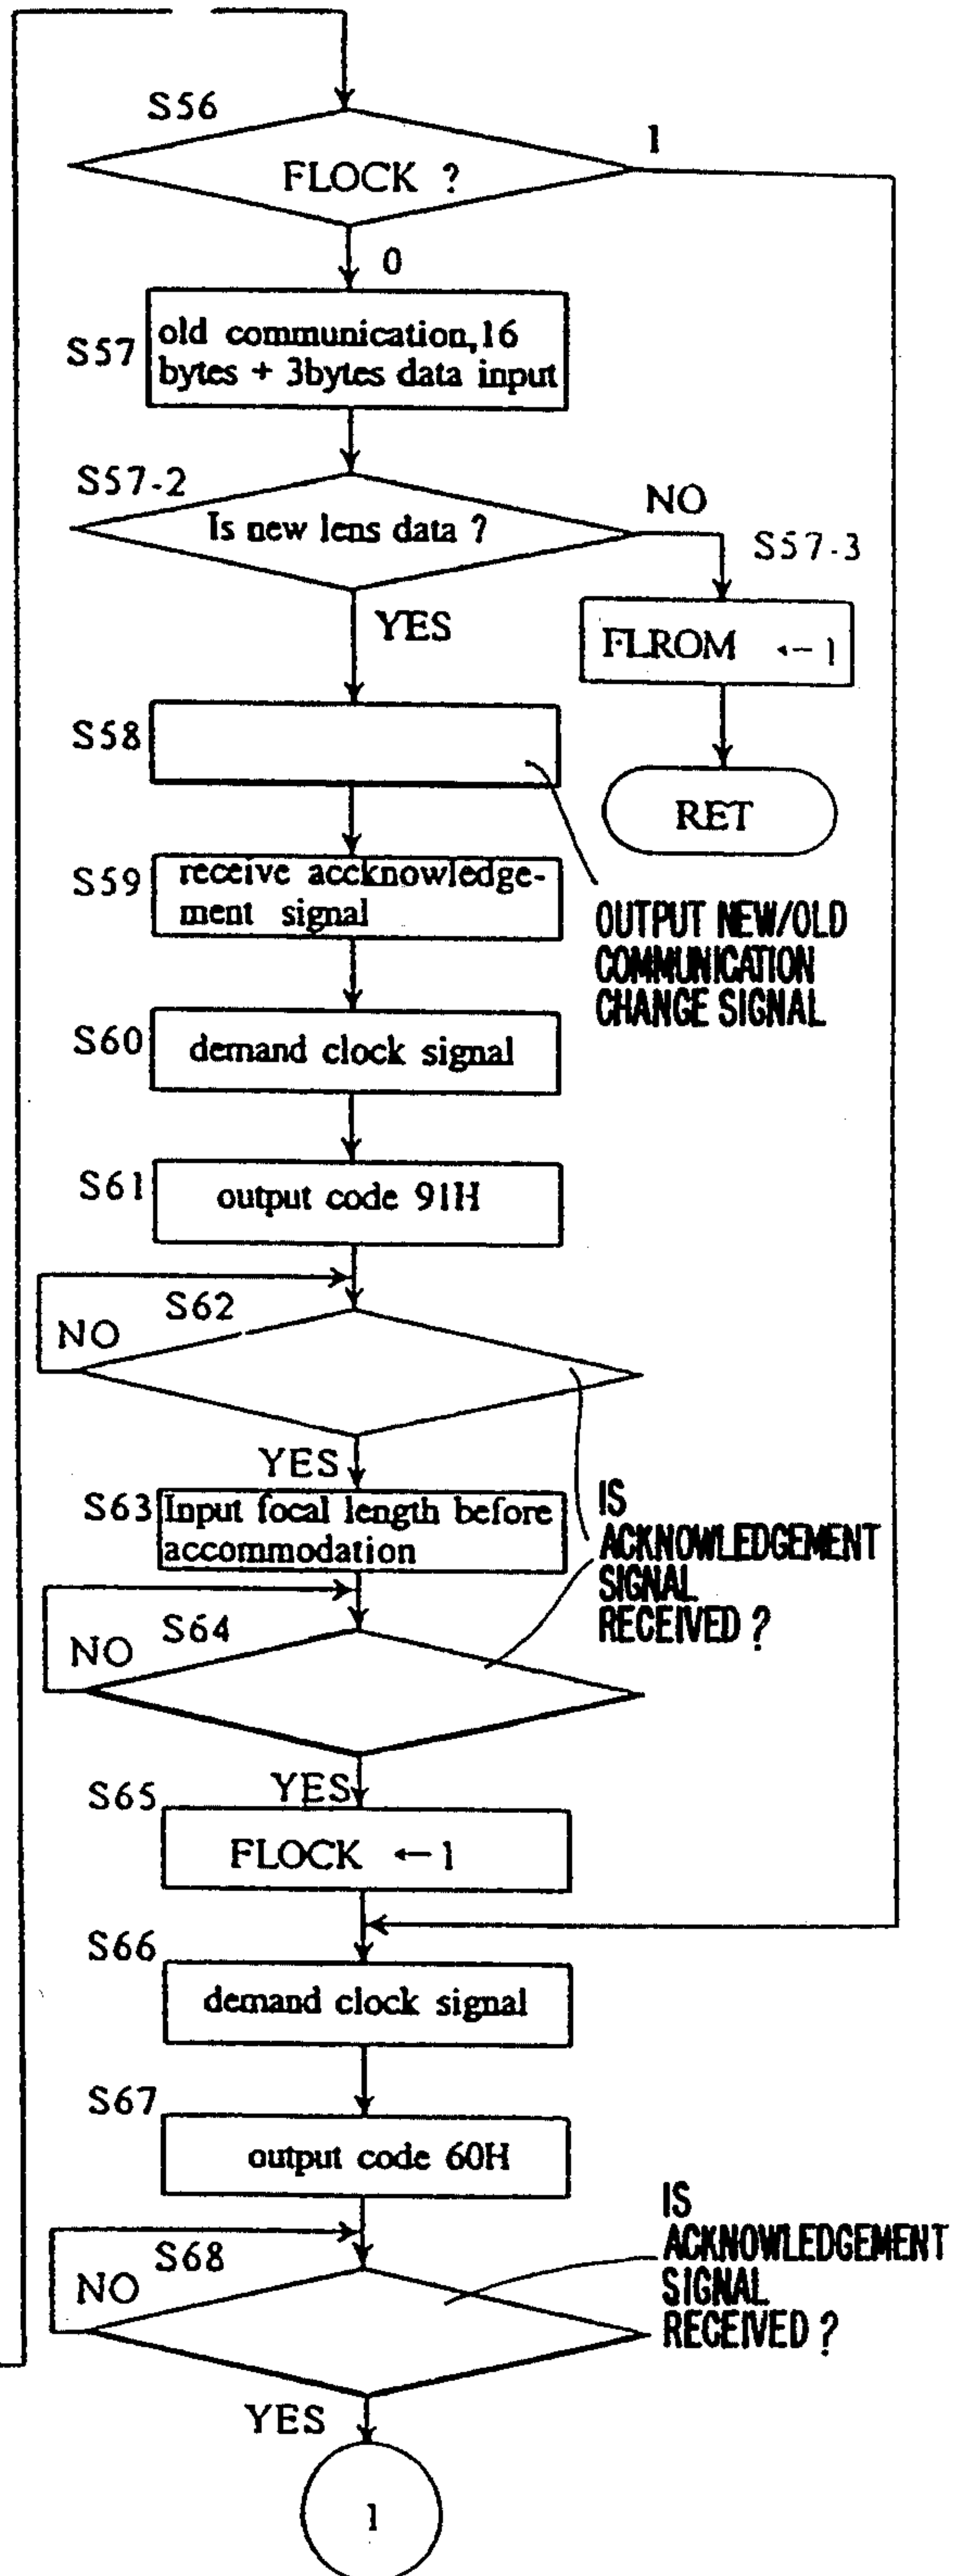 S56
FLOCK ?
1
0
S57
old communication,16
bytes + 3bytes data input
S57-2
Is new lens data ?
NO
S57-3
YES
FLROM ←1
S58
RET
S59
receive accknowledge-
ment signal
OUTPUT NEW/OLD
COMMUNICATION
CHANGE SIGNAL
S60
demand clock signal
S61
output code 91H
S62
NO
YES
S63
Input focal length before
accommodation
IS
ACKNOWLEDGEMENT
SIGNAL
RECEIVED ?
S64
NO
YES
S65
FLOCK ←1
S66
demand clock signal
S67
output code 60H
IS
ACKNOWLEDGEMENT
SIGNAL
RECEIVED ?
S68
NO
YES
1